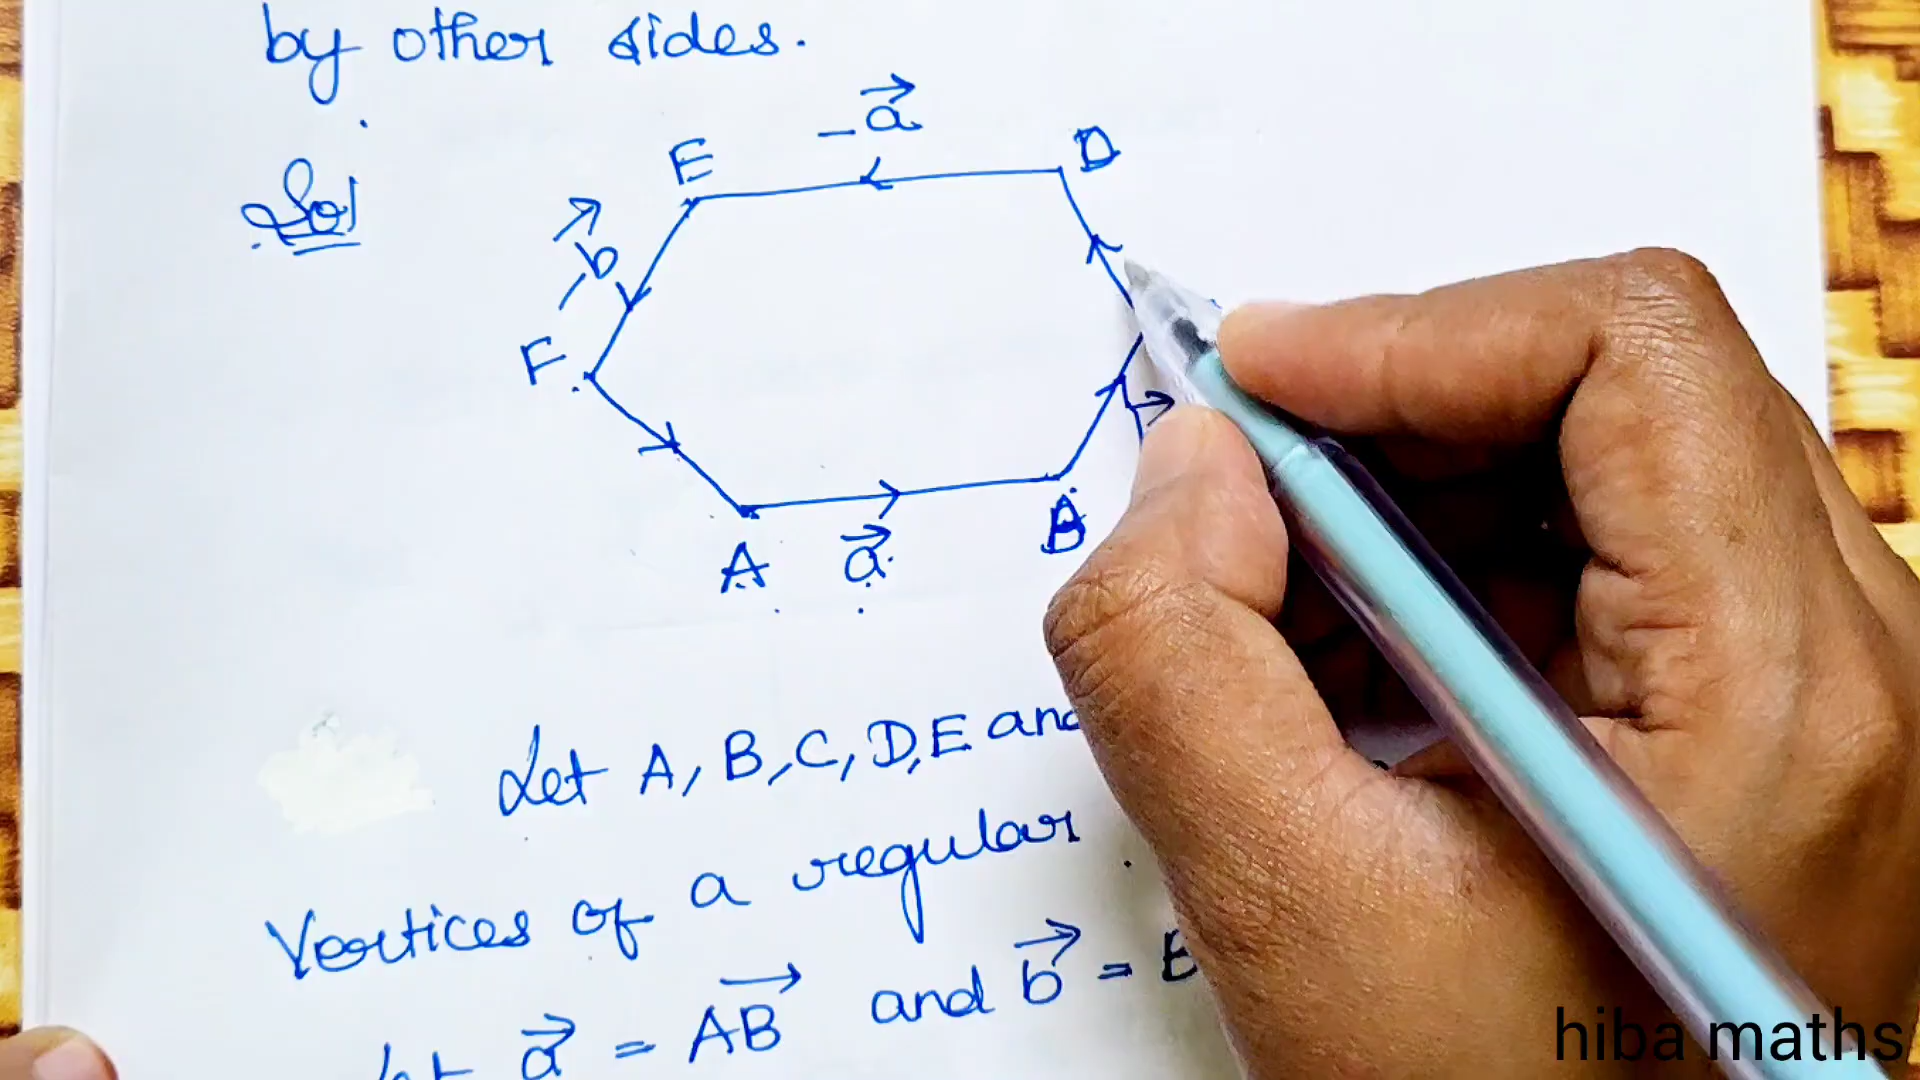 by other sides.
Sol
-a⃗
E
D
-b⃗
F
A
a⃗
B
Let A, B, C, D, E and
Vertices of a regular
a⃗ = AB⃗ and b⃗ = B
hiba maths